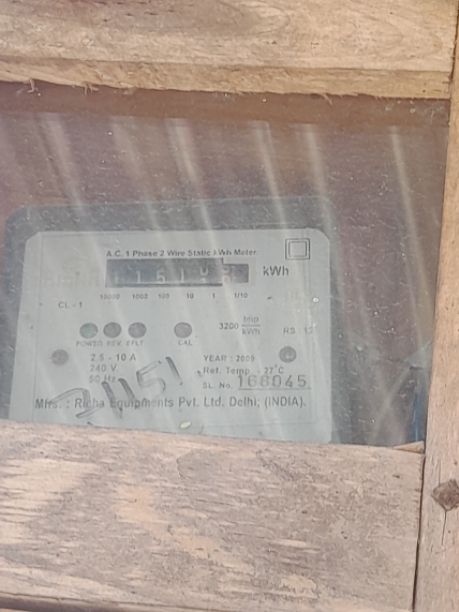 A.C. 1 Phase 2 Wire Static kWh Meter
kWh
10000 1000 100 10 1 1/10
CL-1
3200 imp/kWh
POWER REV. EFLT CAL
2.5 - 10 A
240 V
50 Hz
YEAR : 2009
Ref. Temp. - 27°C
SL. No. 168045
Mfrs. : Richa Equipments Pvt. Ltd. Delhi; (INDIA).